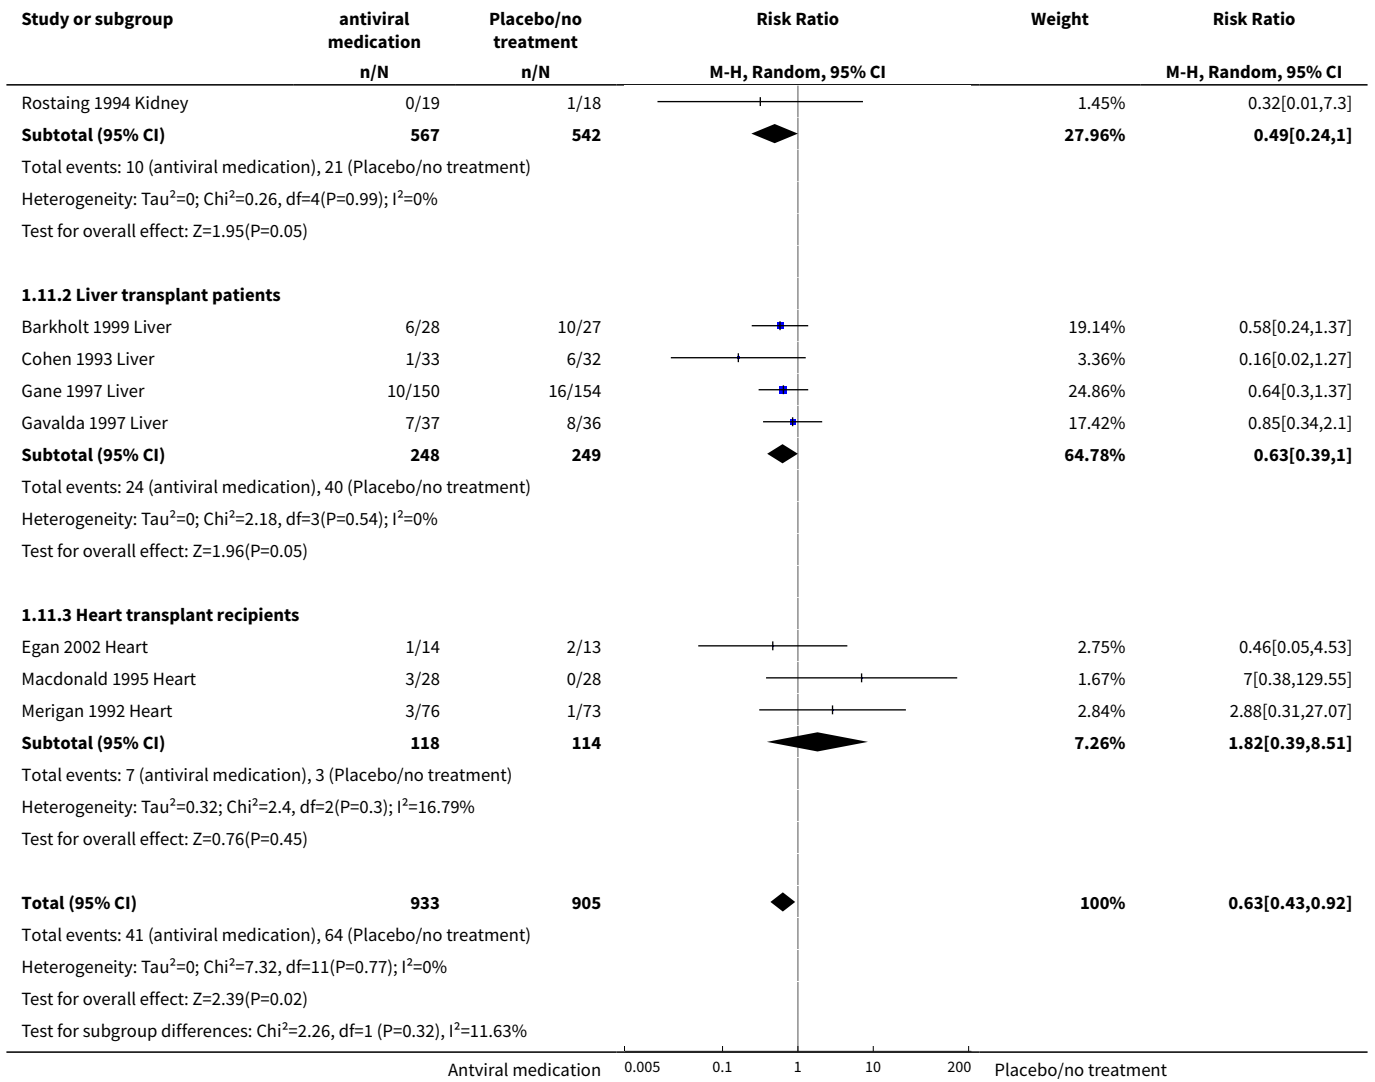 Study or subgroup antiviral medication Placebo/no treatment Risk Ratio Weight Risk Ratio
n/N n/N M-H, Random, 95% CI M-H, Random, 95% CI
Rostaing 1994 Kidney 0/19 1/18 1.45% 0.32[0.01,7.3]
Subtotal (95% CI) 567 542 27.96% 0.49[0.24,1]
Total events: 10 (antiviral medication), 21 (Placebo/no treatment)
Heterogeneity: Tau²=0; Chi²=0.26, df=4(P=0.99); I²=0%
Test for overall effect: Z=1.95(P=0.05)
1.11.2 Liver transplant patients
Barkholt 1999 Liver 6/28 10/27 19.14% 0.58[0.24,1.37]
Cohen 1993 Liver 1/33 6/32 3.36% 0.16[0.02,1.27]
Gane 1997 Liver 10/150 16/154 24.86% 0.64[0.3,1.37]
Gavalda 1997 Liver 7/37 8/36 17.42% 0.85[0.34,2.1]
Subtotal (95% CI) 248 249 64.78% 0.63[0.39,1]
Total events: 24 (antiviral medication), 40 (Placebo/no treatment)
Heterogeneity: Tau²=0; Chi²=2.18, df=3(P=0.54); I²=0%
Test for overall effect: Z=1.96(P=0.05)
1.11.3 Heart transplant recipients
Egan 2002 Heart 1/14 2/13 2.75% 0.46[0.05,4.53]
Macdonald 1995 Heart 3/28 0/28 1.67% 7[0.38,129.55]
Merigan 1992 Heart 3/76 1/73 2.84% 2.88[0.31,27.07]
Subtotal (95% CI) 118 114 7.26% 1.82[0.39,8.51]
Total events: 7 (antiviral medication), 3 (Placebo/no treatment)
Heterogeneity: Tau²=0.32; Chi²=2.4, df=2(P=0.3); I²=16.79%
Test for overall effect: Z=0.76(P=0.45)
Total (95% CI) 933 905 100% 0.63[0.43,0.92]
Total events: 41 (antiviral medication), 64 (Placebo/no treatment)
Heterogeneity: Tau²=0; Chi²=7.32, df=11(P=0.77); I²=0%
Test for overall effect: Z=2.39(P=0.02)
Test for subgroup differences: Chi²=2.26, df=1 (P=0.32), I²=11.63%
Antviral medication 0.005 0.1 1 10 200 Placebo/no treatment